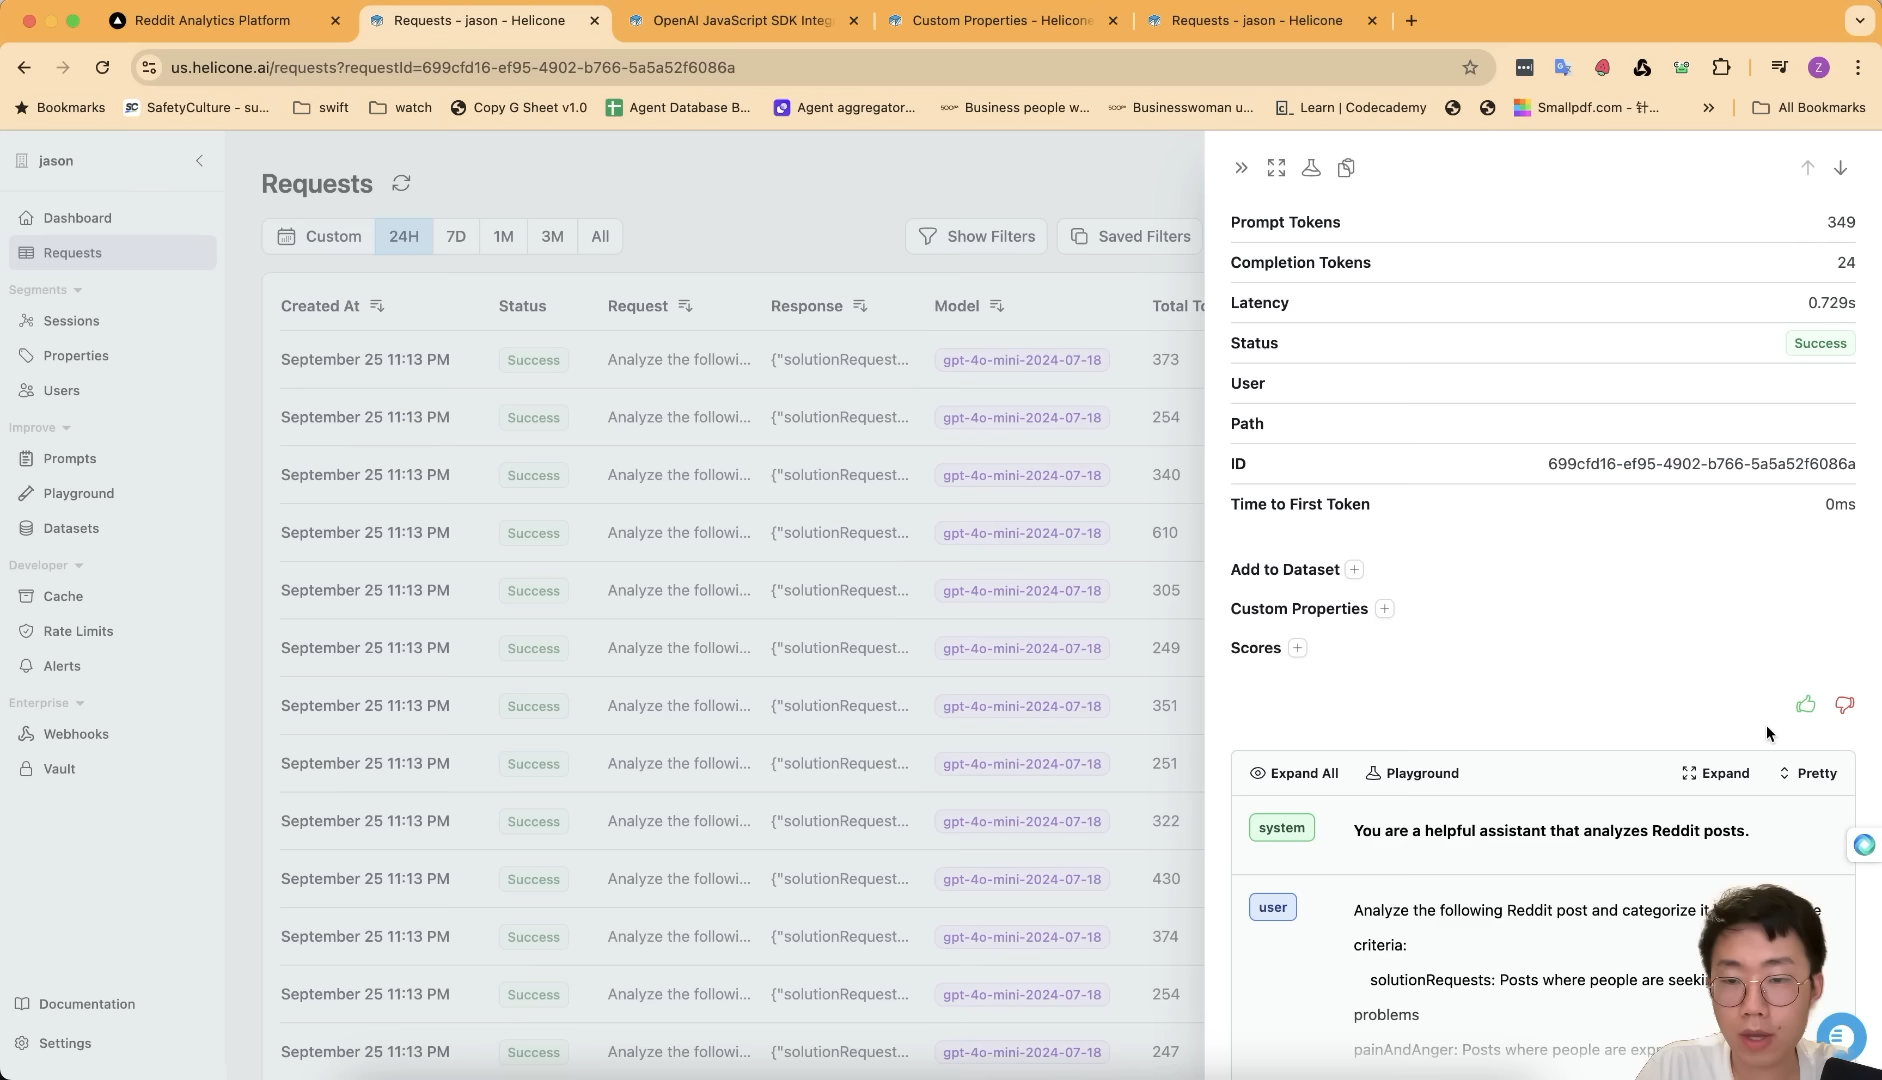 Reddit Analytics Platform
Requests - jason - Helicone
OpenAI JavaScript SDK Integ
Custom Properties - Helicone
Requests - jason - Helicone
us.helicone.ai/requests?requestId=699cfd16-ef95-4902-b766-5a5a52f6086a
Z
Bookmarks
SafetyCulture - su...
swift
watch
Copy G Sheet v1.0
Agent Database B...
Agent aggregator...
Business people w...
Businesswoman u...
Learn | Codecademy
Smallpdf.com - 针...
All Bookmarks
jason
Dashboard
Requests
Segments
Sessions
Properties
Users
Improve
Prompts
Playground
Datasets
Developer
Cache
Rate Limits
Alerts
Enterprise
Webhooks
Vault
Documentation
Settings
Requests
Custom 24H 7D 1M 3M All Show Filters Saved Filters
Created At Status Request Response Model Total To
September 25 11:13 PM Success Analyze the followi... {"solutionRequest... gpt-4o-mini-2024-07-18 373
September 25 11:13 PM Success Analyze the followi... {"solutionRequest... gpt-4o-mini-2024-07-18 254
September 25 11:13 PM Success Analyze the followi... {"solutionRequest... gpt-4o-mini-2024-07-18 340
September 25 11:13 PM Success Analyze the followi... {"solutionRequest... gpt-4o-mini-2024-07-18 610
September 25 11:13 PM Success Analyze the followi... {"solutionRequest... gpt-4o-mini-2024-07-18 305
September 25 11:13 PM Success Analyze the followi... {"solutionRequest... gpt-4o-mini-2024-07-18 249
September 25 11:13 PM Success Analyze the followi... {"solutionRequest... gpt-4o-mini-2024-07-18 351
September 25 11:13 PM Success Analyze the followi... {"solutionRequest... gpt-4o-mini-2024-07-18 251
September 25 11:13 PM Success Analyze the followi... {"solutionRequest... gpt-4o-mini-2024-07-18 322
September 25 11:13 PM Success Analyze the followi... {"solutionRequest... gpt-4o-mini-2024-07-18 430
September 25 11:13 PM Success Analyze the followi... {"solutionRequest... gpt-4o-mini-2024-07-18 374
September 25 11:13 PM Success Analyze the followi... {"solutionRequest... gpt-4o-mini-2024-07-18 254
September 25 11:13 PM Success Analyze the followi... {"solutionRequest... gpt-4o-mini-2024-07-18 247
Prompt Tokens 349
Completion Tokens 24
Latency 0.729s
Status Success
User
Path
ID 699cfd16-ef95-4902-b766-5a5a52f6086a
Time to First Token 0ms
Add to Dataset
Custom Properties
Scores
Expand All Playground Expand Pretty
system You are a helpful assistant that analyzes Reddit posts.
user Analyze the following Reddit post and categorize it
criteria:
solutionRequests: Posts where people are seeki
problems
painAndAnger: Posts where people are expr